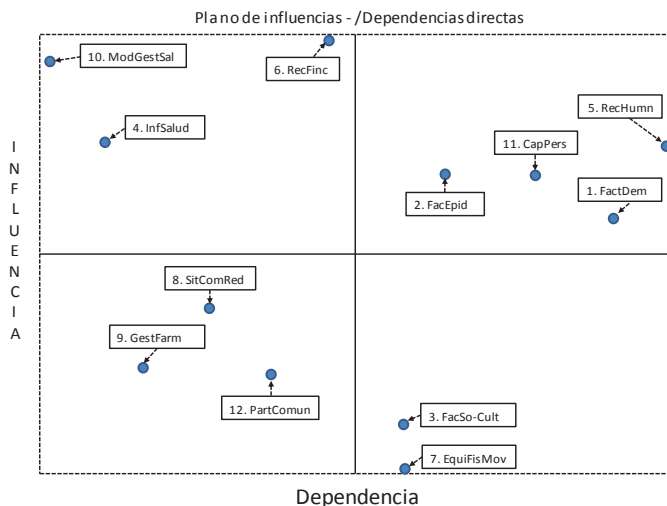 Plano de influencias - /Dependencias directas
10. ModGestSal
6. RecFinc
5. RecHumn
4. InfSalud
11. CapPers
1. FactDem
2. FacEpid
INFLUENCIA
8. SitComRed
9. GestFarm
12. PartComun
3. FacSo-Cult
7. EquiFisMov
Dependencia